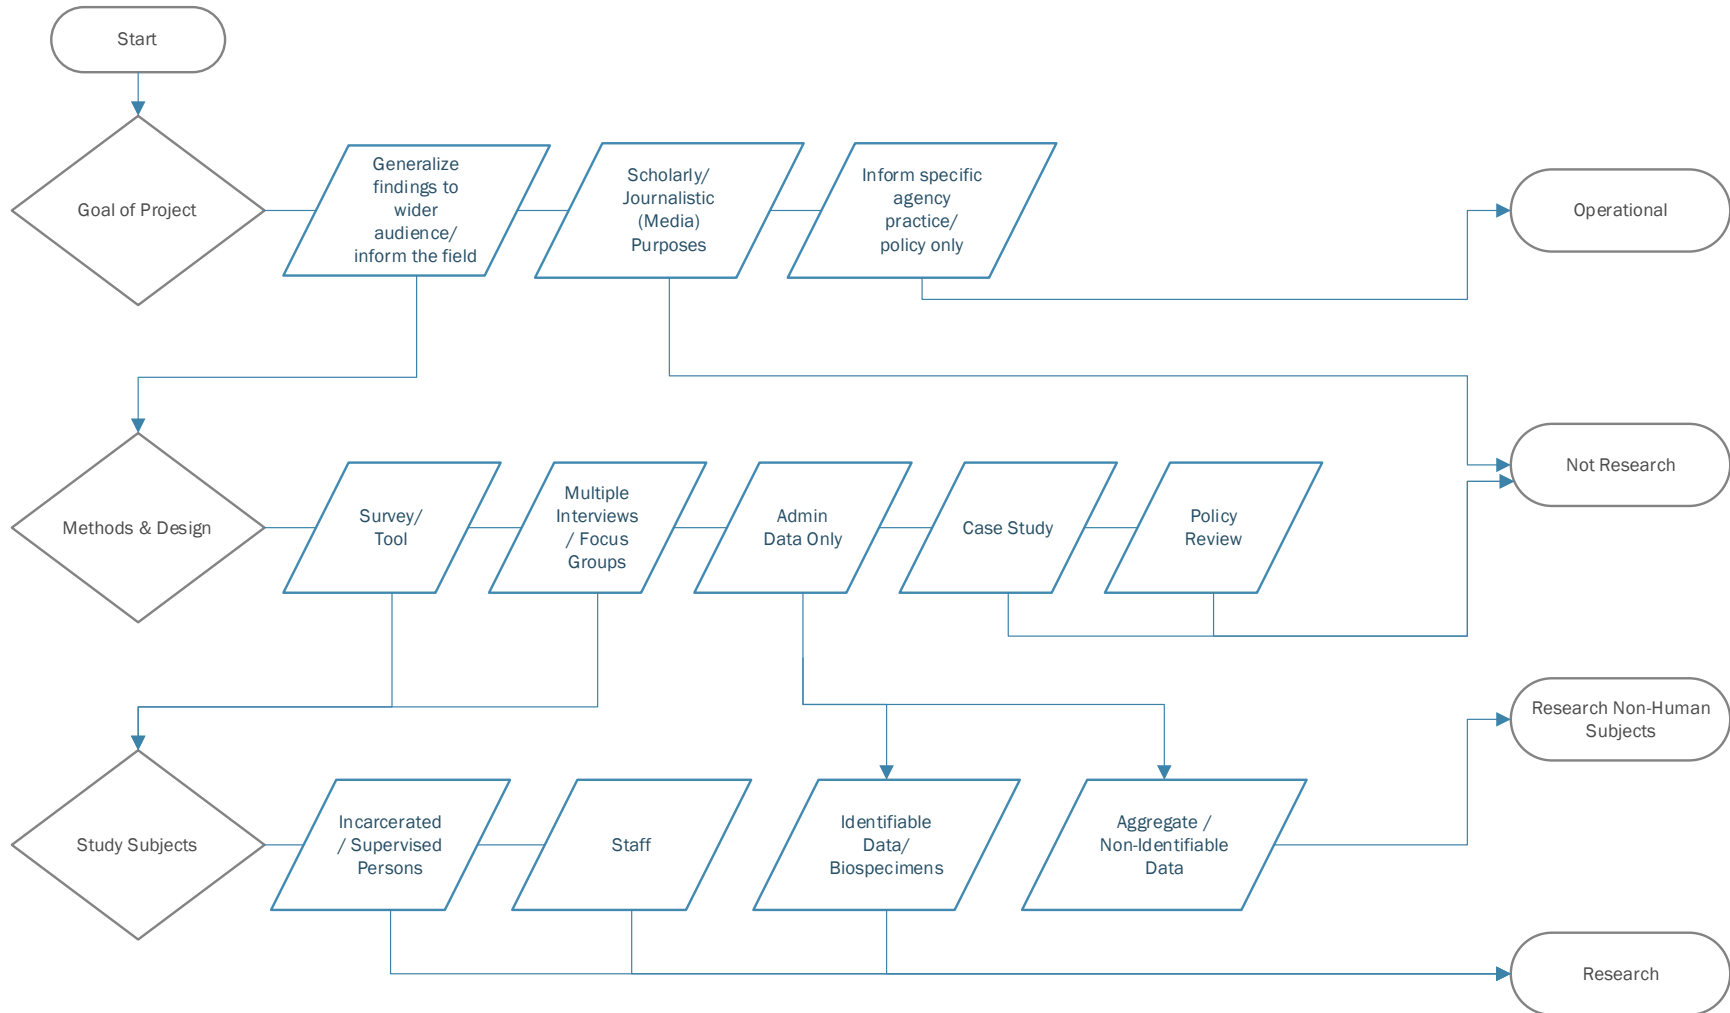 Start
Goal of Project
Generalize
findings to
wider
audience/
inform the field
Scholarly/
Journalistic
(Media)
Purposes
Inform specific
agency
practice/
policy only
Operational
Methods & Design
Survey/
Tool
Multiple
Interviews
/ Focus
Groups
Admin
Data Only
Case Study
Policy
Review
Not Research
Study Subjects
Incarcerated
/ Supervised
Persons
Staff
Identifiable
Data/
Biospecimens
Aggregate /
Non-Identifiable
Data
Research Non-Human
Subjects
Research